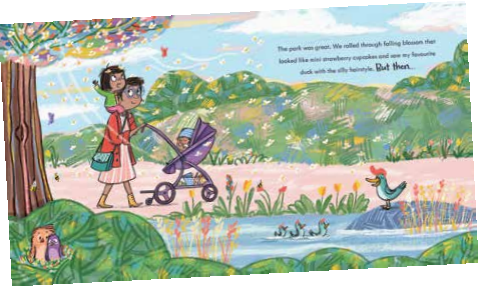 The park was great. We rolled through falling blossom that
looked like mini strawberry cupcakes and saw my favourite
duck with the silly hairstyle. But then...